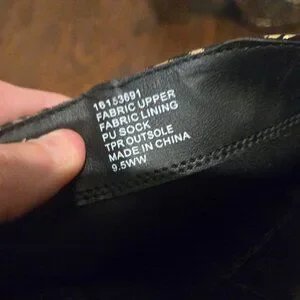 16153691
FABRIC UPPER
FABRIC LINING
PU SOCK
TPR OUTSOLE
MADE IN CHINA
9.5WW